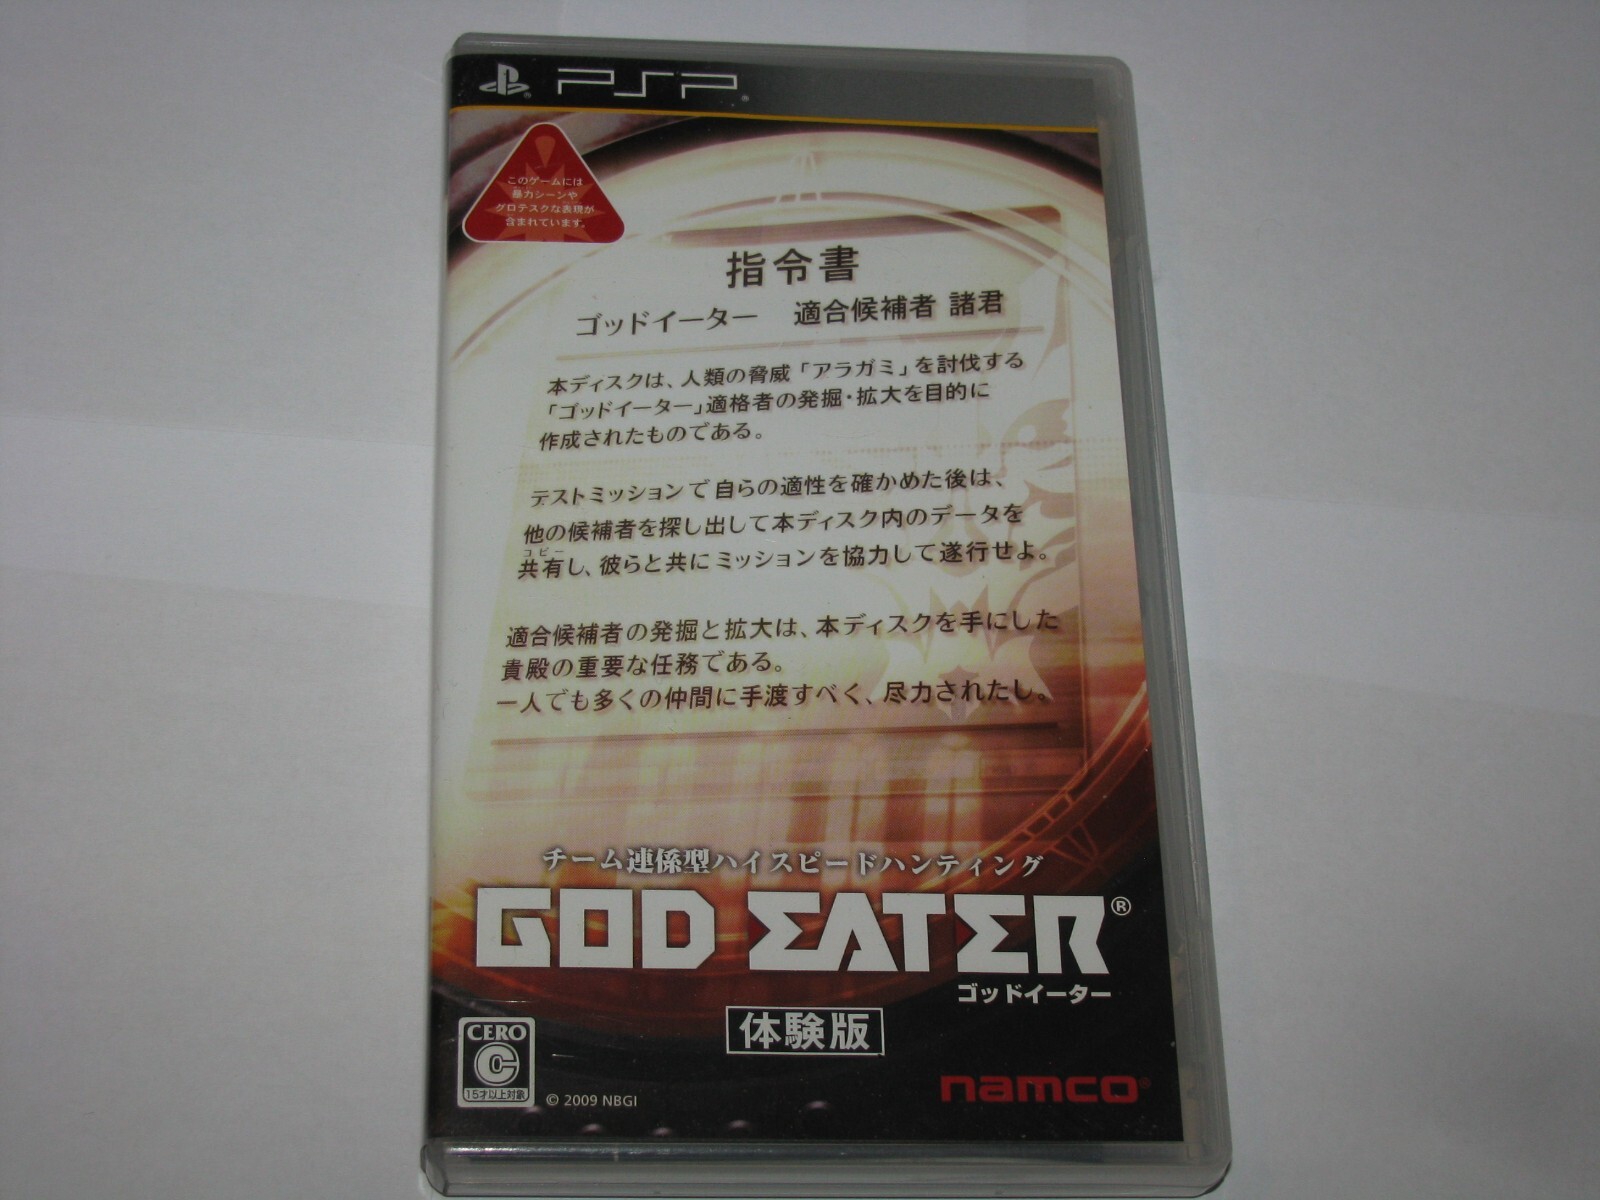 PSP®
このゲームには
暴力シーンや
グロテスクな表現が
含まれています。
指令書
ゴッドイーター　適合候補者 諸君
本ディスクは、人類の脅威「アラガミ」を討伐する
「ゴッドイーター」適格者の発掘・拡大を目的に
作成されたものである。
テストミッションで自らの適性を確かめた後は、
他の候補者を探し出して本ディスク内のデータを
コピー
共有し、彼らと共にミッションを協力して遂行せよ。
適合候補者の発掘と拡大は、本ディスクを手にした
貴殿の重要な任務である。
一人でも多くの仲間に手渡すべく、尽力されたし。
チーム連係型ハイスピードハンティング
GOD EATER®
ゴッドイーター
体験版
CERO
C
15才以上対象
© 2009 NBGI
namco®